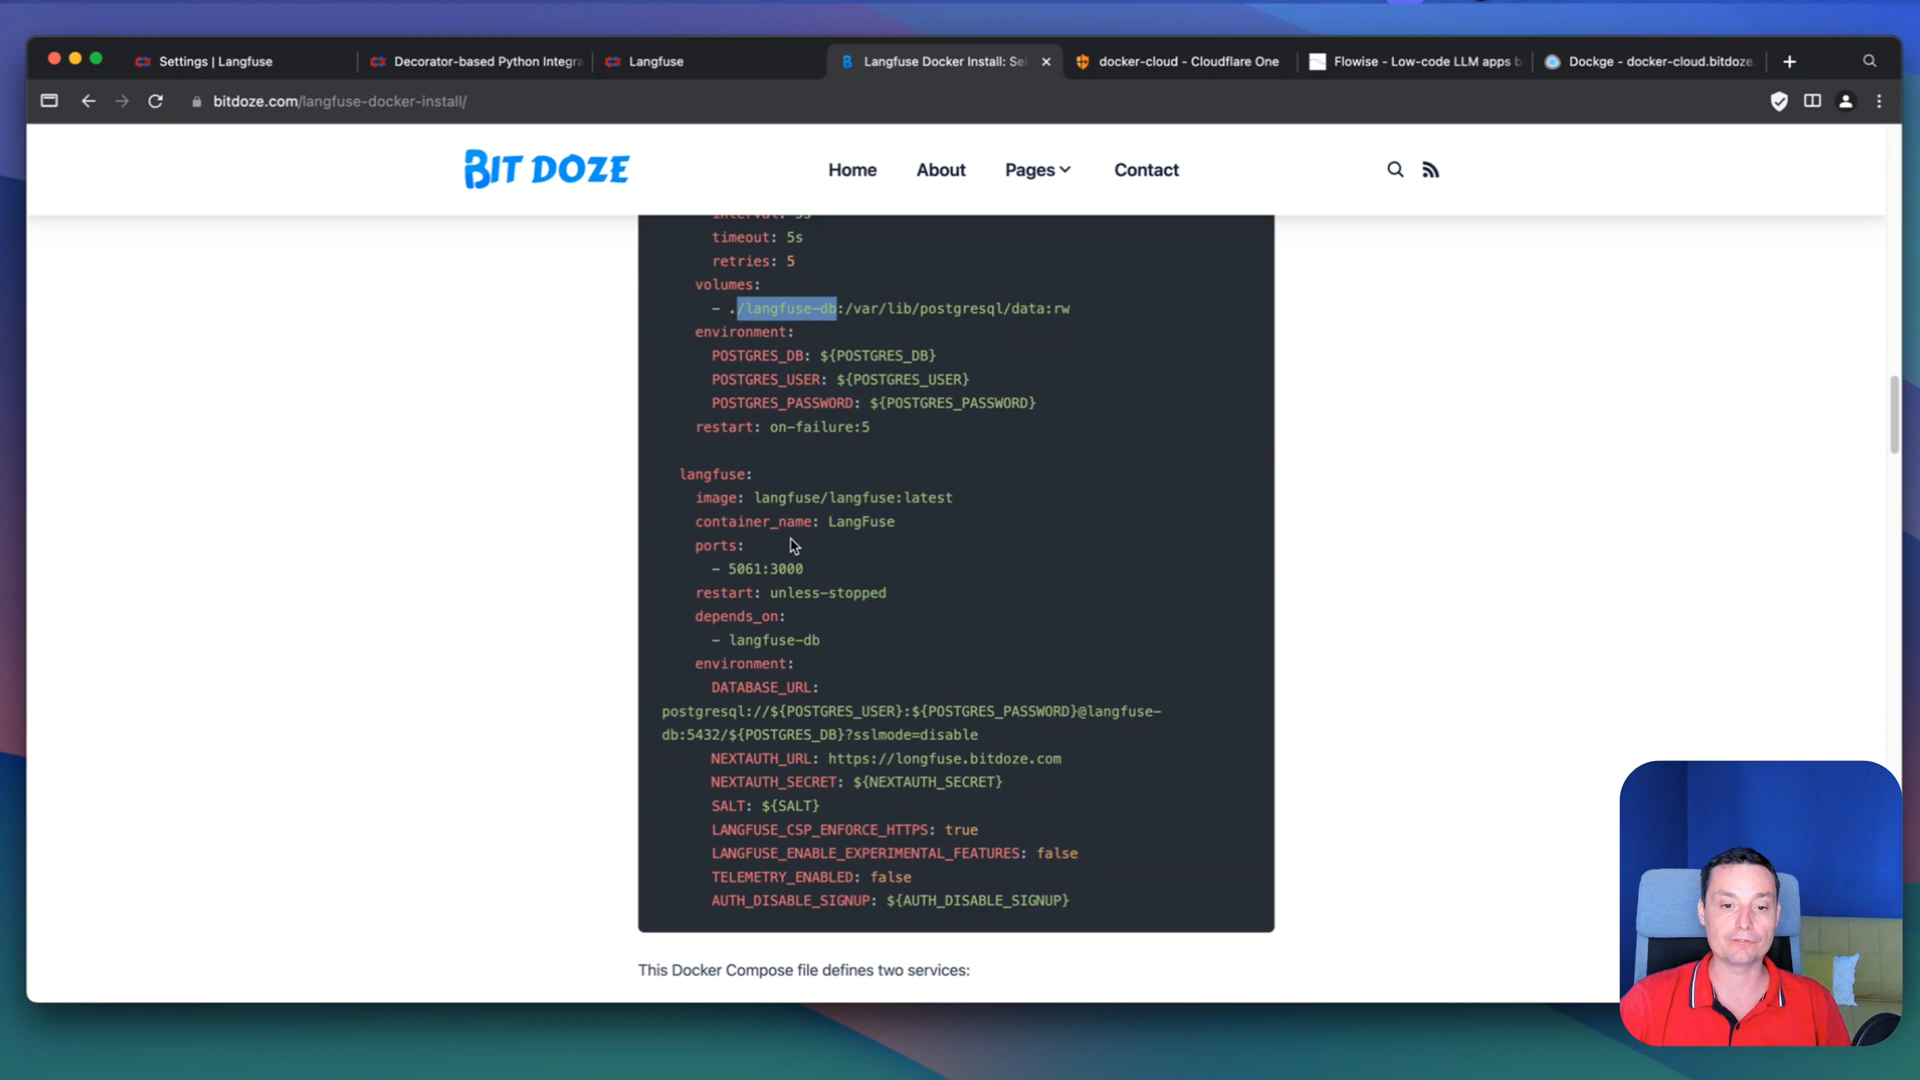 Settings | Langfuse
Decorator-based Python Integra
Langfuse
Langfuse Docker Install: Sel
docker-cloud - Cloudflare One
Flowise - Low-code LLM apps b
Dockge - docker-cloud.bitdoze.
bitdoze.com/langfuse-docker-install/
BIT DOZE
Home
About
Pages
Contact
timeout: 5s
retries: 5
volumes:
- ./langfuse-db:/var/lib/postgresql/data:rw
environment:
POSTGRES_DB: ${POSTGRES_DB}
POSTGRES_USER: ${POSTGRES_USER}
POSTGRES_PASSWORD: ${POSTGRES_PASSWORD}
restart: on-failure:5
langfuse:
image: langfuse/langfuse:latest
container_name: LangFuse
ports:
- 5061:3000
restart: unless-stopped
depends_on:
- langfuse-db
environment:
DATABASE_URL:
postgresql://${POSTGRES_USER}:${POSTGRES_PASSWORD}@langfuse-
db:5432/${POSTGRES_DB}?sslmode=disable
NEXTAUTH_URL: https://longfuse.bitdoze.com
NEXTAUTH_SECRET: ${NEXTAUTH_SECRET}
SALT: ${SALT}
LANGFUSE_CSP_ENFORCE_HTTPS: true
LANGFUSE_ENABLE_EXPERIMENTAL_FEATURES: false
TELEMETRY_ENABLED: false
AUTH_DISABLE_SIGNUP: ${AUTH_DISABLE_SIGNUP}
This Docker Compose file defines two services: